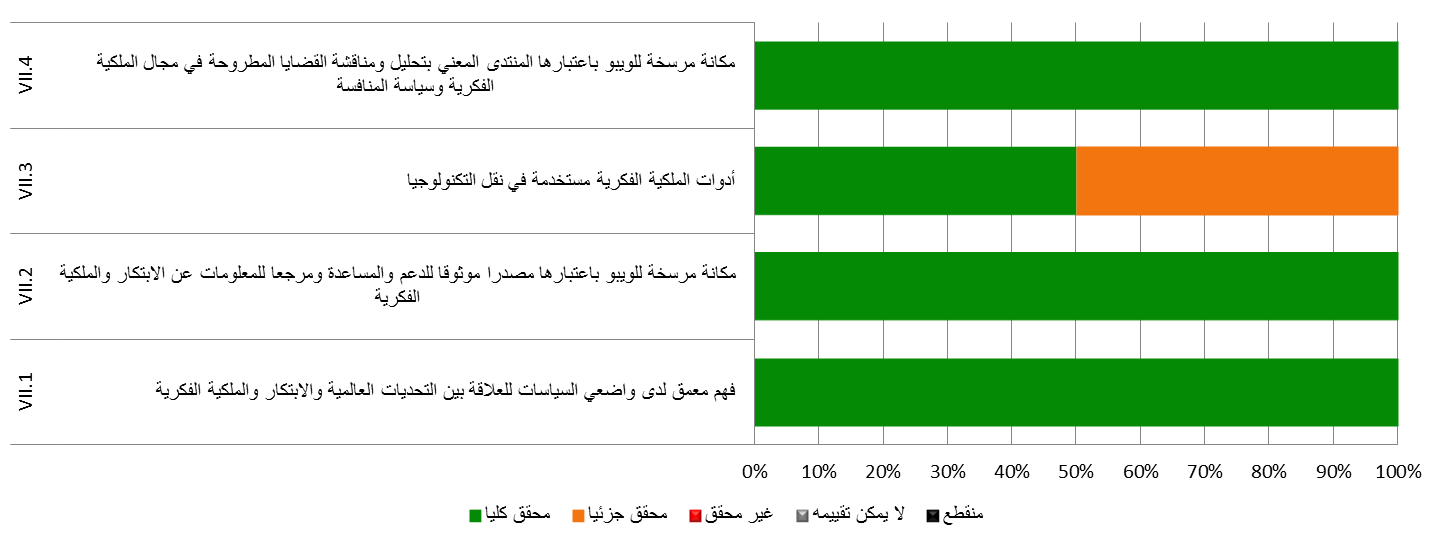 VII.4
مكانة مرسخة للويبو باعتبارها المنتدى المعني بتحليل ومناقشة القضايا المطروحة في مجال الملكية
الفكرية وسياسة المنافسة
VII.3
أدوات الملكية الفكرية مستخدمة في نقل التكنولوجيا
VII.2
مكانة مرسخة للويبو باعتبارها مصدرا موثوقا للدعم والمساعدة ومرجعا للمعلومات عن الابتكار والملكية
الفكرية
VII.1
فهم معمق لدى واضعي السياسات للعلاقة بين التحديات العالمية والابتكار والملكية الفكرية
0% 10% 20% 30% 40% 50% 60% 70% 80% 90% 100%
محقق كليا محقق جزئيا غير محقق لا يمكن تقييمه منقطع